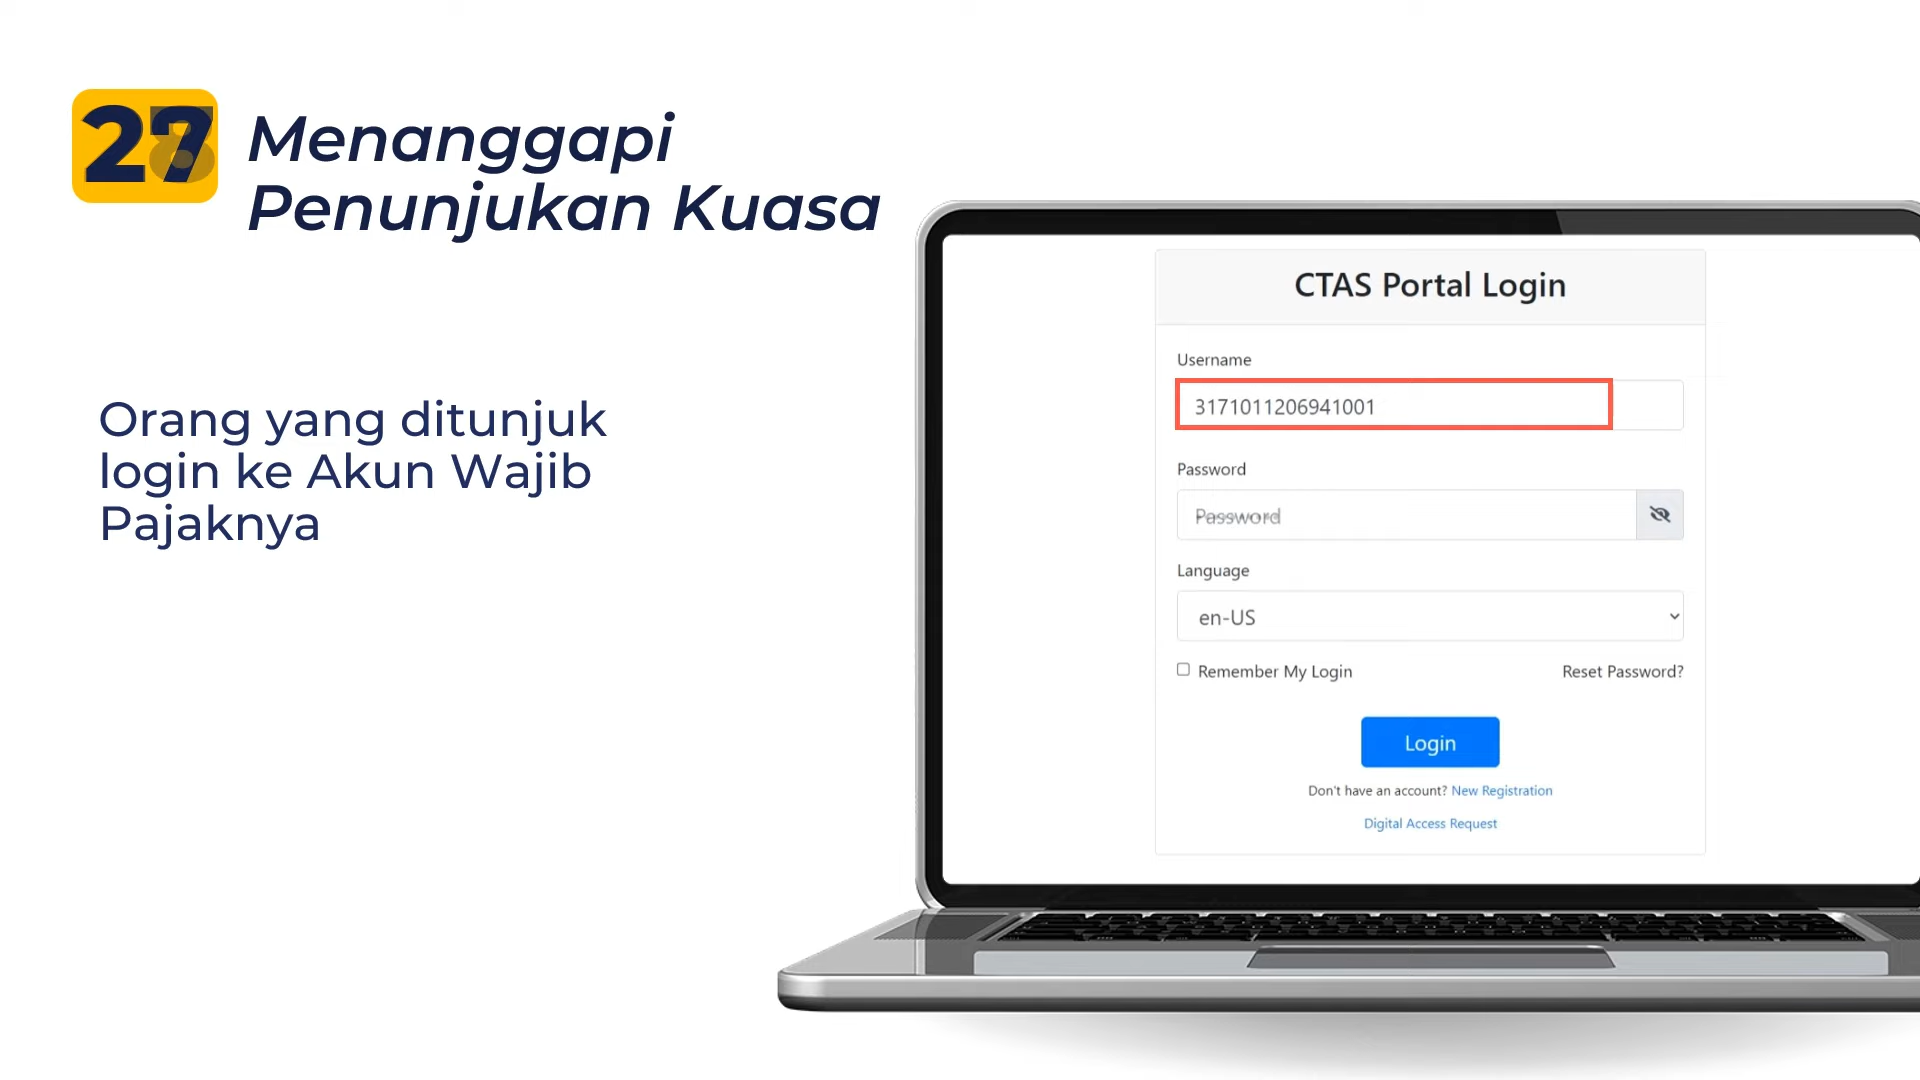 27
Menanggapi
Penunjukan Kuasa
Orang yang ditunjuk
login ke Akun Wajib
Pajaknya
CTAS Portal Login
Username
3171011206941001
Password
Password
Language
en-US
Remember My Login
Reset Password?
Login
Don't have an account? New Registration
Digital Access Request